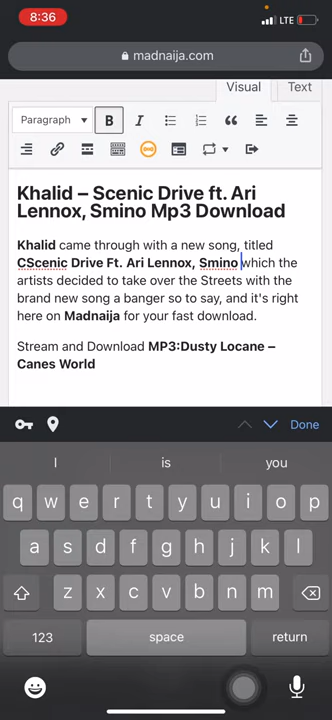 8:36
LTE
madnaija.com
Visual Text
Paragraph B I
Khalid – Scenic Drive ft. Ari
Lennox, Smino Mp3 Download
Khalid came through with a new song, titled
CScenic Drive Ft. Ari Lennox, Smino which the
artists decided to take over the Streets with the
brand new song a banger so to say, and it's right
here on Madnaija for your fast download.
Stream and Download MP3:Dusty Locane –
Canes World
Done
I is you
q w e r t y u i o p
a s d f g h j k l
z x c v b n m
123 space return